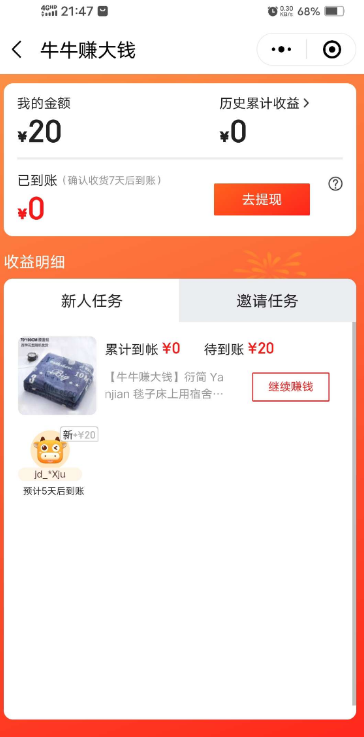 4GHD 21:47 0.30 KB/s 68%
牛牛赚大钱
我的金额
历史累计收益
¥20
¥0
已到账（确认收货7天后到账）
¥0
去提现
收益明细
新人任务
邀请任务
累计到帐 ¥0 待到账 ¥20
【牛牛赚大钱】衍简 Ya
njian 毯子床上用宿舍…
继续赚钱
新+¥20
jd_*Xju
预计5天后到账